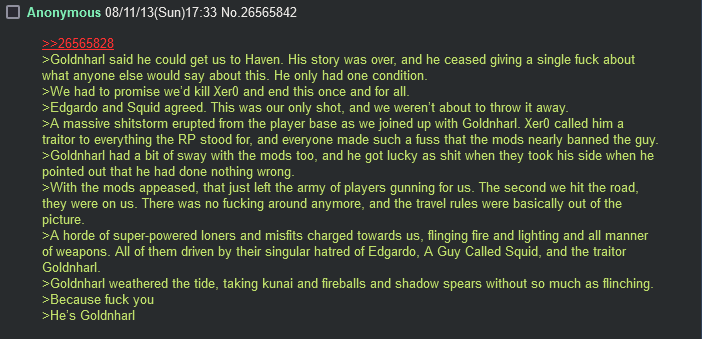 Anonymous 08/11/13(Sun)17:33 No.26565842
>>26565828
>Goldnharl said he could get us to Haven. His story was over, and he ceased giving a single fuck about
what anyone else would say about this. He only had one condition.
>We had to promise we'd kill Xer0 and end this once and for all.
>Edgardo and Squid agreed. This was our only shot, and we weren't about to throw it away.
>A massive shitstorm erupted from the player base as we joined up with Goldnharl. Xer0 called him a
traitor to everything the RP stood for, and everyone made such a fuss that the mods nearly banned the guy.
>Goldnharl had a bit of sway with the mods too, and he got lucky as shit when they took his side when he
pointed out that he had done nothing wrong.
>With the mods appeased, that just left the army of players gunning for us. The second we hit the road,
they were on us. There was no fucking around anymore, and the travel rules were basically out of the
picture.
>A horde of super-powered loners and misfits charged towards us, flinging fire and lighting and all manner
of weapons. All of them driven by their singular hatred of Edgardo, A Guy Called Squid, and the traitor
Goldnharl.
>Goldnharl weathered the tide, taking kunai and fireballs and shadow spears without so much as flinching.
>Because fuck you
>He's Goldnharl